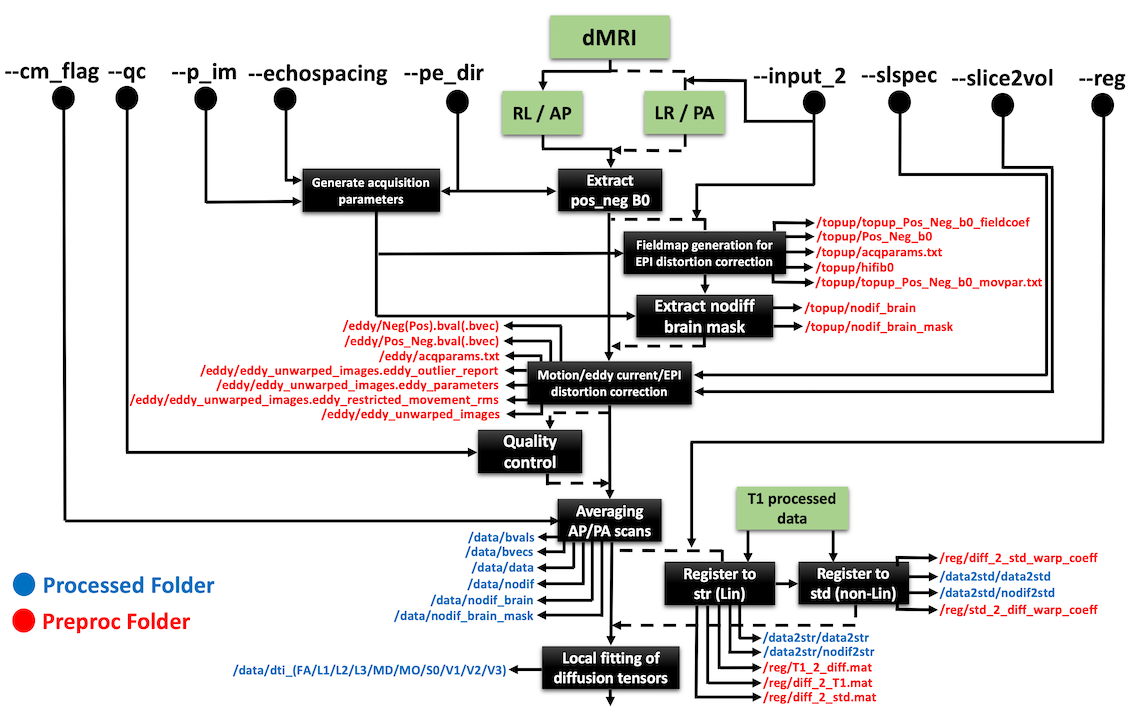 dMRI
--cm_flag
--qc
--p_im
--echospacing
--pe_dir
--input_2
--slspec
--slice2vol
--reg
RL / AP
LR / PA
Generate acquisition
parameters
Extract
pos_neg B0
Fieldmap generation for
EPI distortion correction
/topup/topup_Pos_Neg_b0_fieldcoef
/topup/Pos_Neg_b0
/topup/acqparams.txt
/topup/hifib0
/topup/topup_Pos_Neg_b0_movpar.txt
Extract nodiff
brain mask
/topup/nodif_brain
/topup/nodif_brain_mask
/eddy/Neg(Pos).bval(.bvec)
/eddy/Pos_Neg.bval(.bvec)
/eddy/acqparams.txt
/eddy/eddy_unwarped_images.eddy_outlier_report
/eddy/eddy_unwarped_images.eddy_parameters
/eddy/eddy_unwarped_images.eddy_restricted_movement_rms
/eddy/eddy_unwarped_images
Motion/eddy current/EPI
distortion correction
Quality
control
Averaging
AP/PA scans
T1 processed
data
/data/bvals
/data/bvecs
/data/data
/data/nodif
/data/nodif_brain
/data/nodif_brain_mask
Register to
str (Lin)
Register to
std (non-Lin)
/reg/diff_2_std_warp_coeff
/data2std/data2std
/data2std/nodif2std
/reg/std_2_diff_warp_coeff
Processed Folder
Preproc Folder
/data2str/data2str
/data2str/nodif2str
/reg/T1_2_diff.mat
/reg/diff_2_T1.mat
/reg/diff_2_std.mat
/data/dti_(FA/L1/L2/L3/MD/MO/S0/V1/V2/V3)
Local fitting of
diffusion tensors